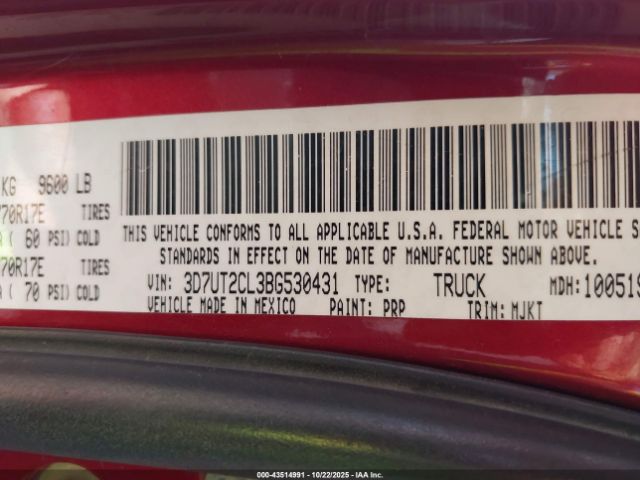 KG 9600 LB
70R17E TIRES
( 60 PSI) COLD
70R17E TIRES
( 70 PSI) COLD
THIS VEHICLE CONFORMS TO ALL APPLICABLE U.S.A. FEDERAL MOTOR VEHICLE
STANDARDS IN EFFECT ON THE DATE OF MANUFACTURE SHOWN ABOVE.
VIN: 3D7UT2CL3BG530431 TYPE: TRUCK MDH: 100519
VEHICLE MADE IN MEXICO PAINT: PRP TRIM: MJKT
000-43514991 - 10/22/2025 - IAA Inc.